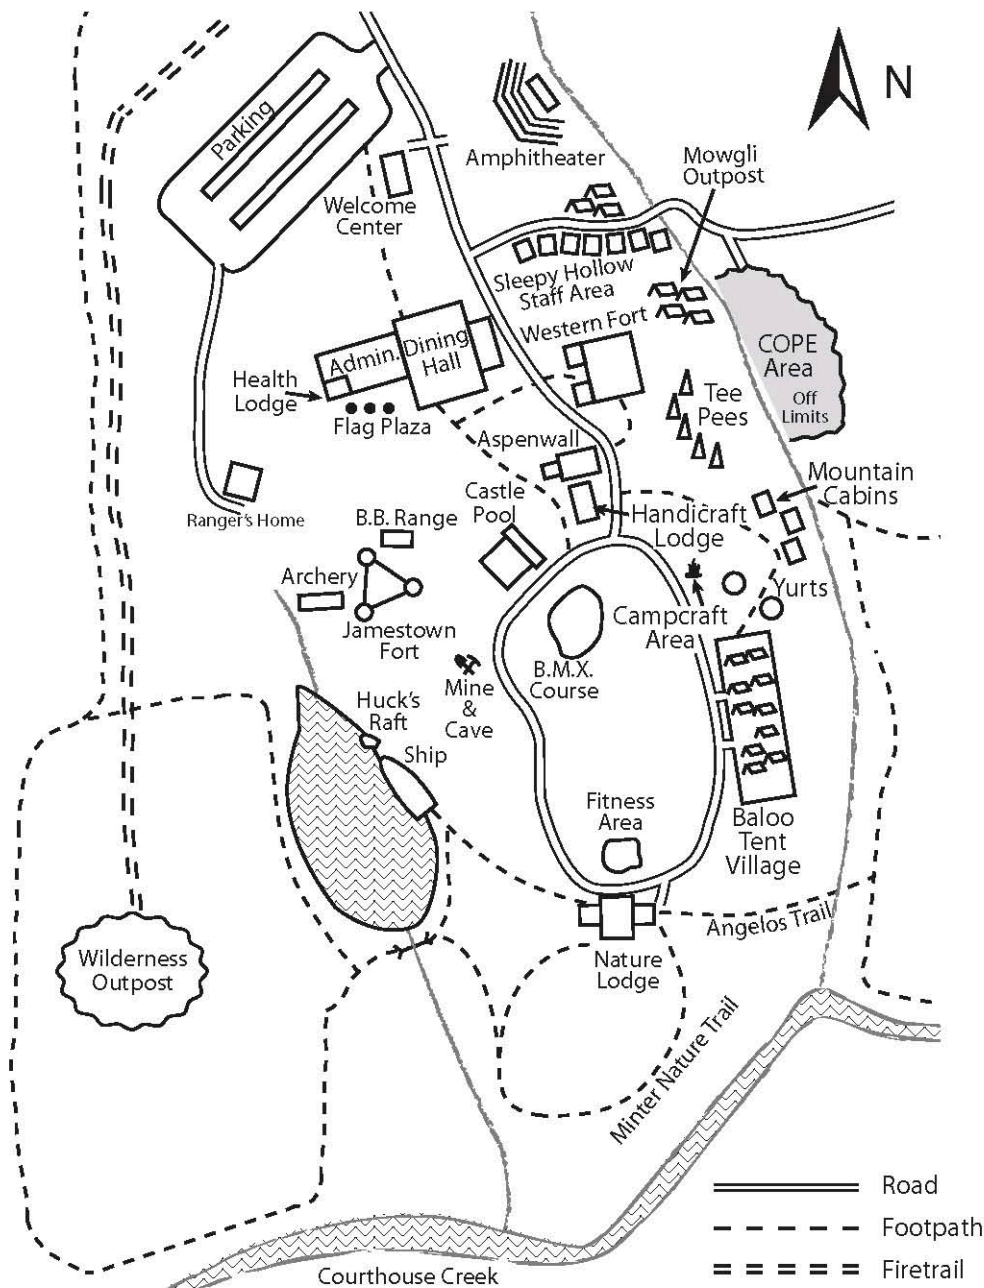 N
Parking
Amphitheater
Mowgli
Outpost
Welcome
Center
Sleepy Hollow
Staff Area
Western Fort
COPE
Area
Off
Limits
Admin.
Dining
Hall
Health
Lodge
Flag Plaza
Tee
Pees
Aspenwall
Mountain
Cabins
Castle
Pool
Ranger's Home
B.B. Range
Handicraft
Lodge
Archery
Yurts
Jamestown
Fort
Campcraft
Area
B.M.X.
Course
Mine
&
Cave
Huck's
Raft
Ship
Fitness
Area
Baloo
Tent
Village
Angelos Trail
Wilderness
Outpost
Nature
Lodge
Minter Nature Trail
Road
Footpath
Firetrail
Courthouse Creek